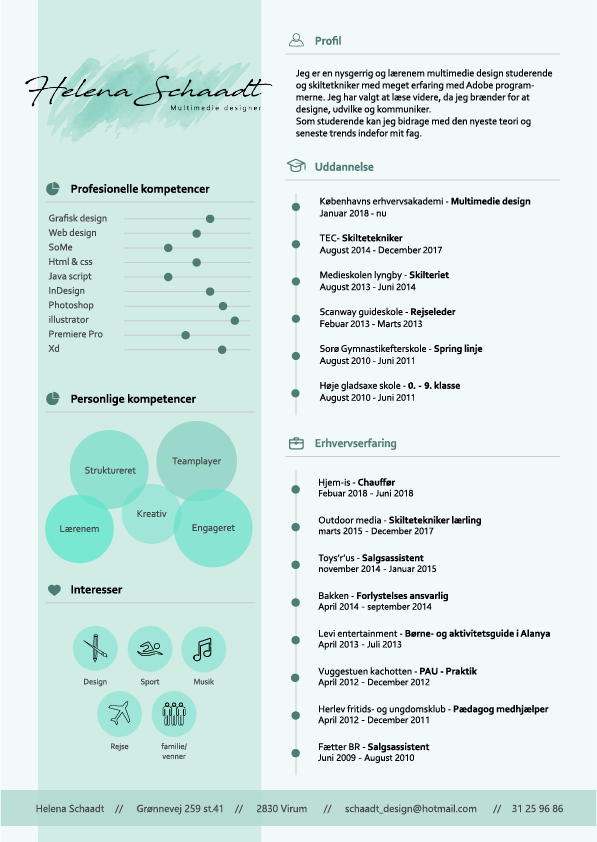 Helena Schaadt
Multimedie designer
Profesionelle kompetencer
Grafisk design
Web design
SoMe
Html & css
Java script
InDesign
Photoshop
illustrator
Premiere Pro
Xd
Personlige kompetencer
Struktureret
Teamplayer
Kreativ
Lærenem
Engageret
Interesser
Design
Sport
Musik
Rejse
familie/
venner
Profil
Jeg er en nysgerrig og lærenem multimedie design studerende
og skiltetkniker med meget erfaring med Adobe program-
merne. Jeg har valgt at læse videre, da jeg brænder for at
designe, udvilke og kommuniker.
Som studerende kan jeg bidrage med den nyeste teori og
seneste trends indefor mit fag.
Uddannelse
Københavns erhvervsakademi - Multimedie design
Januar 2018 - nu
TEC- Skiltetekniker
August 2014 - December 2017
Medieskolen lyngby - Skilteriet
August 2013 - Juni 2014
Scanway guideskole - Rejseleder
Febuar 2013 - Marts 2013
Sorø Gymnastikefterskole - Spring linje
August 2010 - Juni 2011
Høje gladsaxe skole - 0. - 9. klasse
August 2010 - Juni 2011
Erhvervserfaring
Hjem-is - Chauffør
Febuar 2018 - Juni 2018
Outdoor media - Skiltetekniker lærling
marts 2015 - December 2017
Toys'r'us - Salgsassistent
november 2014 - Januar 2015
Bakken - Forlystelses ansvarlig
April 2014 - september 2014
Levi entertainment - Børne- og aktivitetsguide i Alanya
April 2013 - Juli 2013
Vuggestuen kachotten - PAU - Praktik
April 2012 - December 2012
Herlev fritids- og ungdomsklub - Pædagog medhjælper
April 2012 - December 2011
Fætter BR - Salgsassistent
Juni 2009 - August 2010
Helena Schaadt // Grønnevej 259 st.41 // 2830 Virum // schaadt_design@hotmail.com // 31 25 96 86